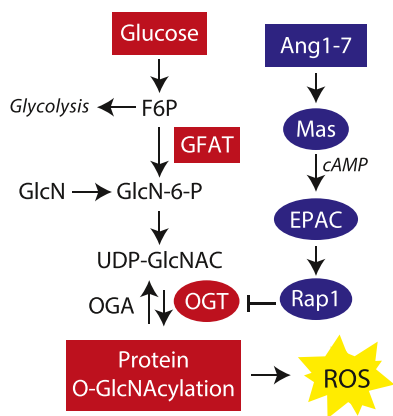 Glucose
Ang1-7
Glycolysis
F6P
Mas
GFAT
cAMP
GlcN
GlcN-6-P
EPAC
UDP-GlcNAC
OGA
OGT
Rap1
Protein
O-GlcNAcylation
ROS